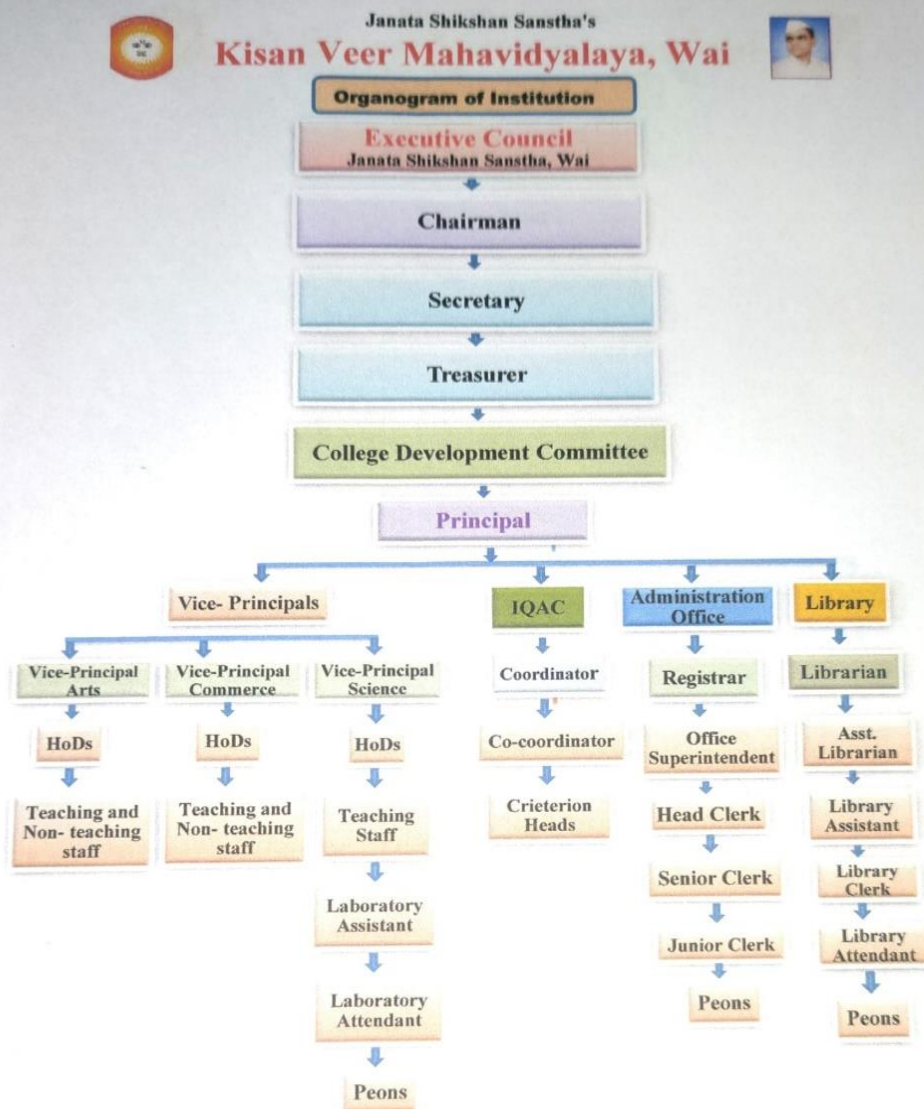 Janata Shikshan Sanstha's
Kisan Veer Mahavidyalaya, Wai
Organogram of Institution
Executive Council
Janata Shikshan Sanstha, Wai
Chairman
Secretary
Treasurer
College Development Committee
Principal
Vice- Principals
IQAC
Administration
Office
Library
Vice-Principal
Arts
Vice-Principal
Commerce
Vice-Principal
Science
Coordinator
Registrar
Librarian
HoDs
HoDs
HoDs
Co-coordinator
Office
Superintendent
Asst.
Librarian
Teaching and
Non- teaching
staff
Teaching and
Non- teaching
staff
Teaching
Staff
Crieterion
Heads
Head Clerk
Library
Assistant
Laboratory
Assistant
Senior Clerk
Library
Clerk
Junior Clerk
Library
Attendant
Laboratory
Attendant
Peons
Peons
Peons